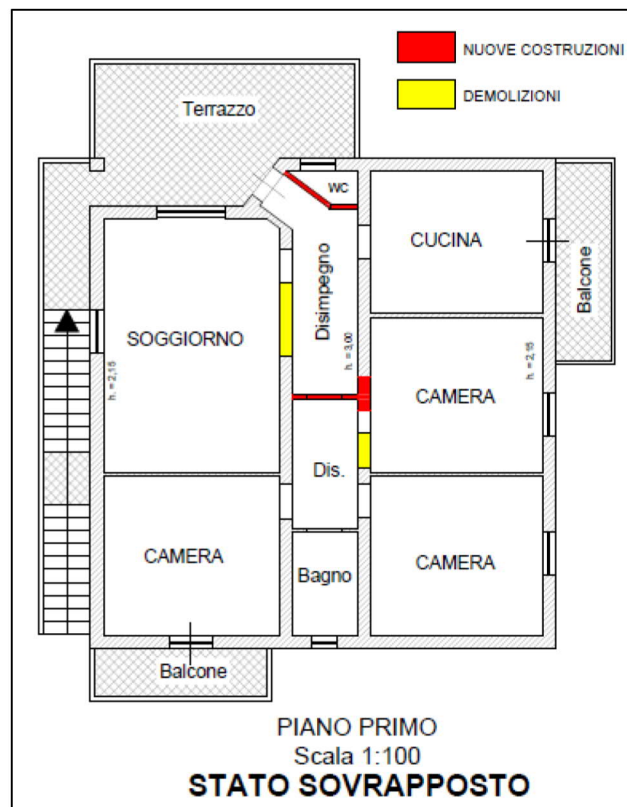 NUOVE COSTRUZIONI
DEMOLIZIONI
Terrazzo
wc
CUCINA
Balcone
Disimpegno
h. = 3,00
SOGGIORNO
h. = 2,15
CAMERA
h. = 2,15
Dis.
CAMERA
Bagno
CAMERA
Balcone
PIANO PRIMO
Scala 1:100
STATO SOVRAPPOSTO